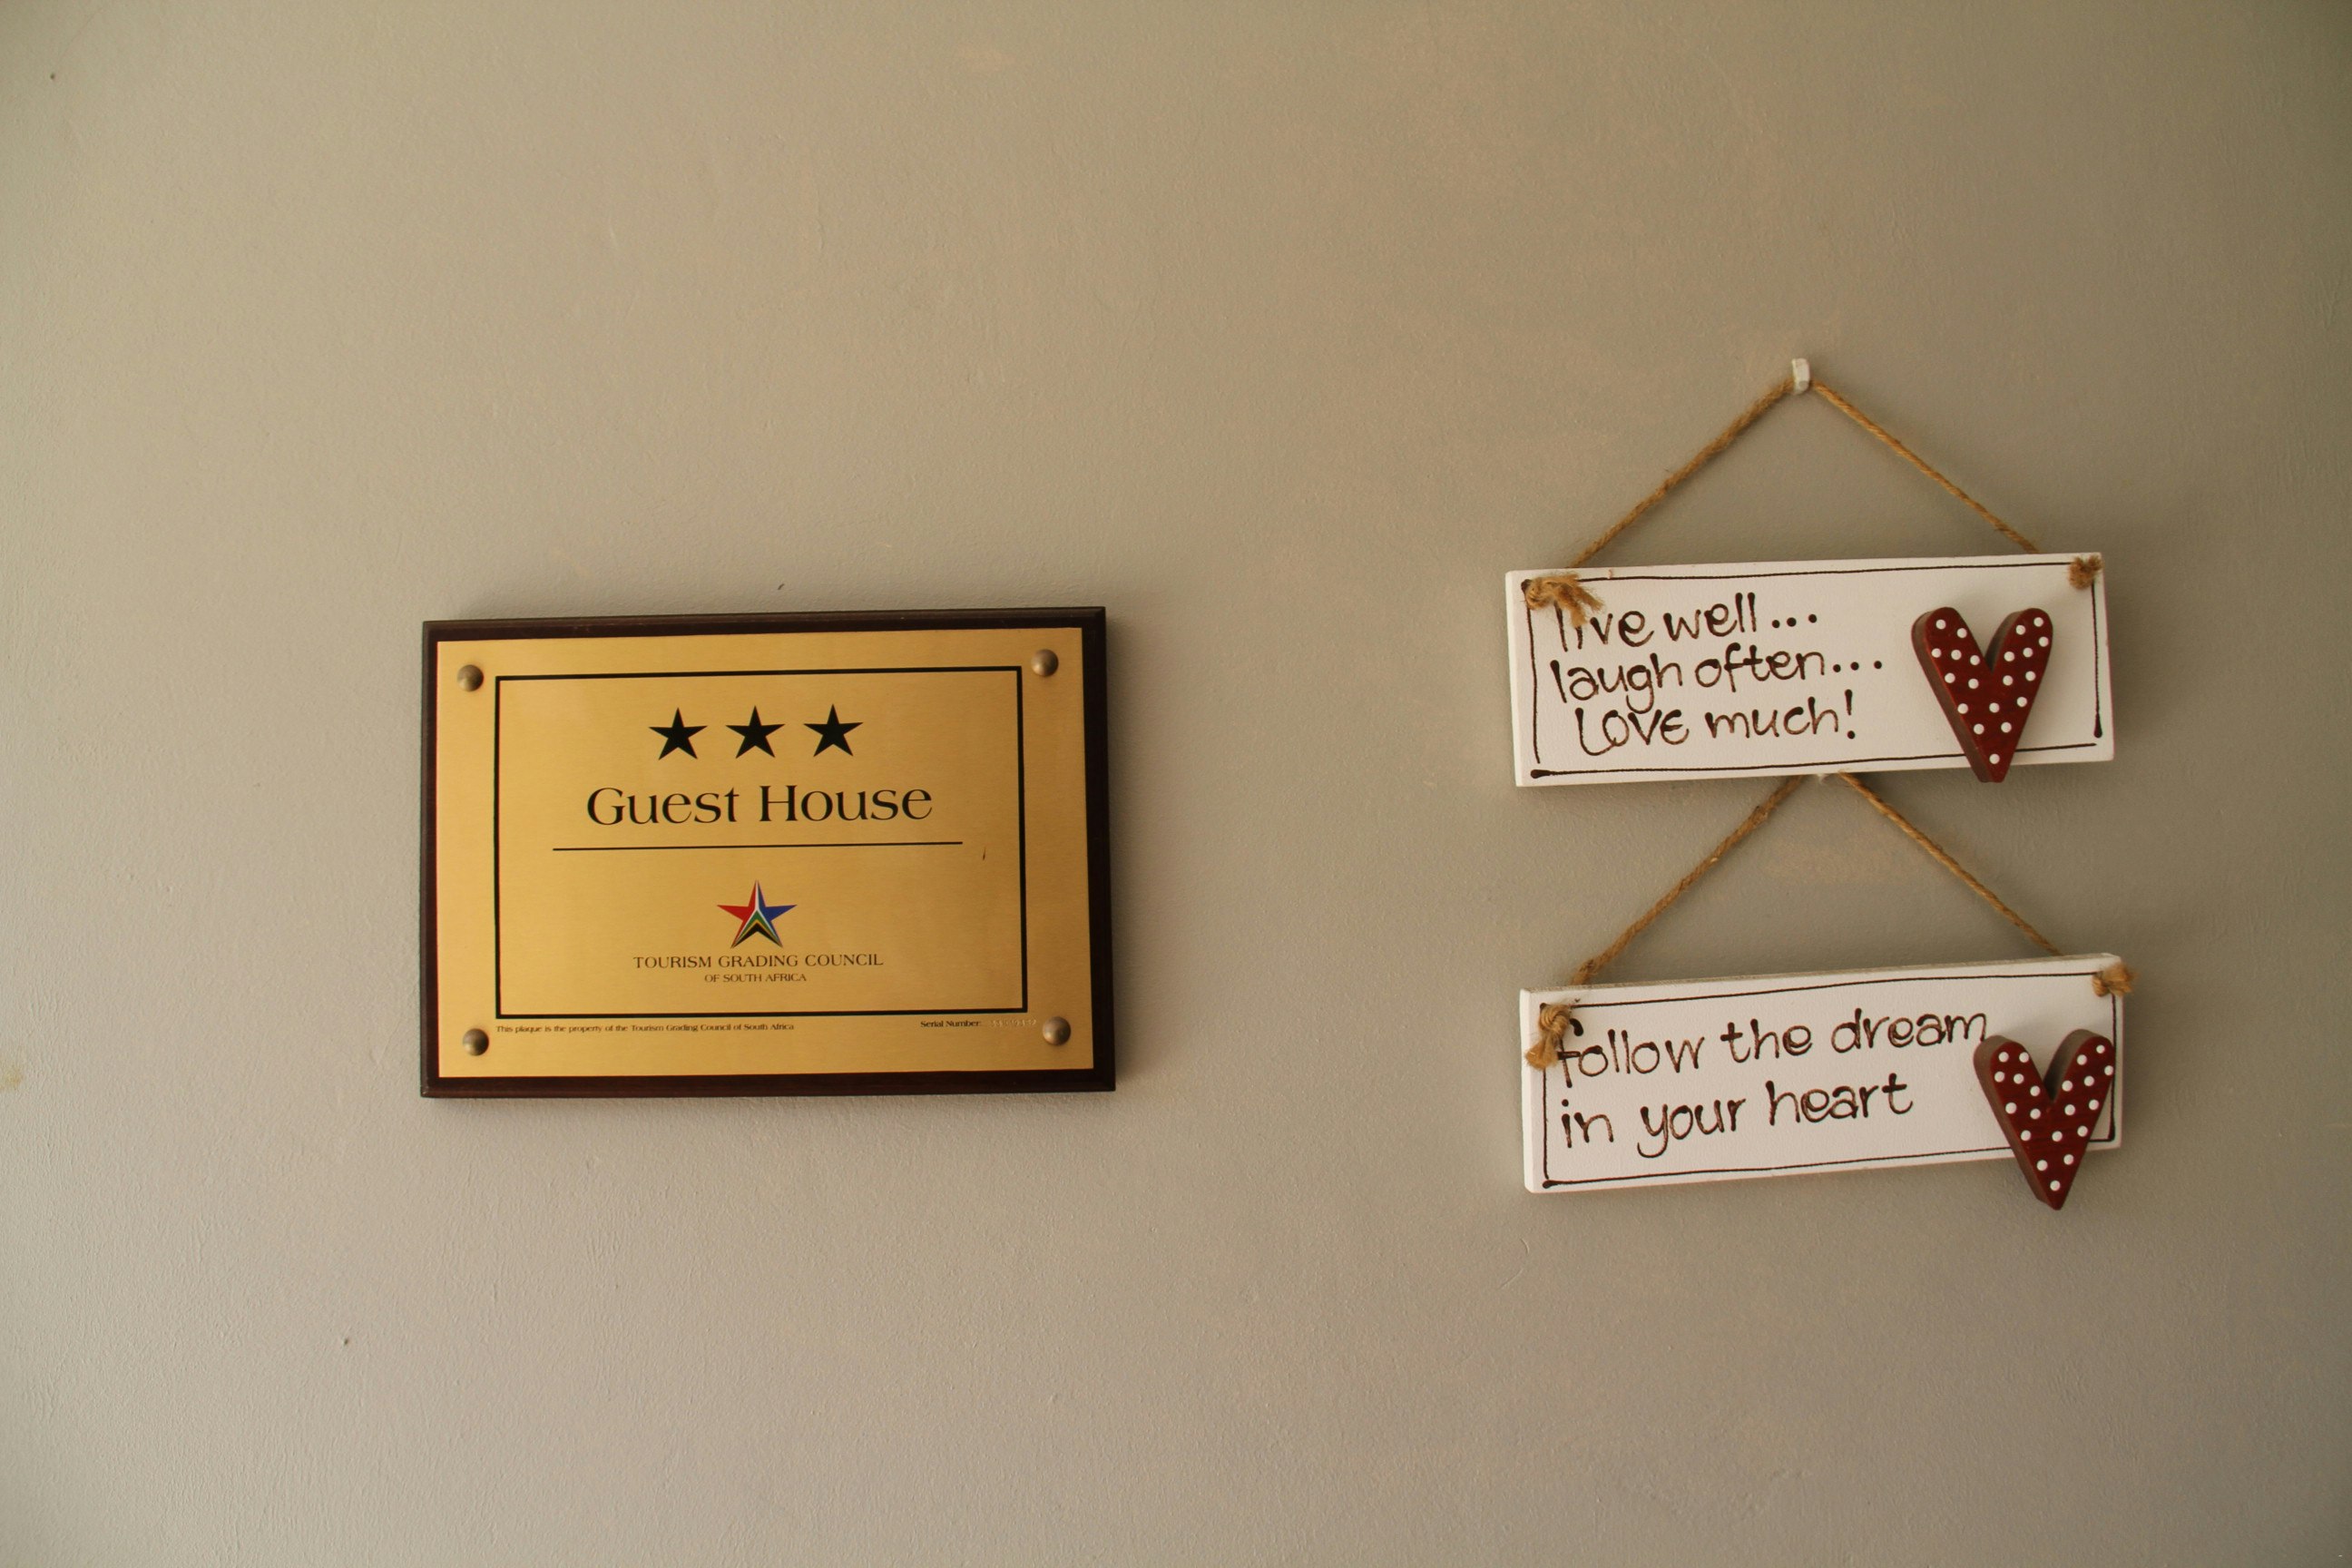 Guest House
TOURISM GRADING COUNCIL
OF SOUTH AFRICA
This plaque is the property of the Tourism Grading Council of South Africa
Serial Number:
live well...
laugh often...
LOVE much!
follow the dream
in your heart